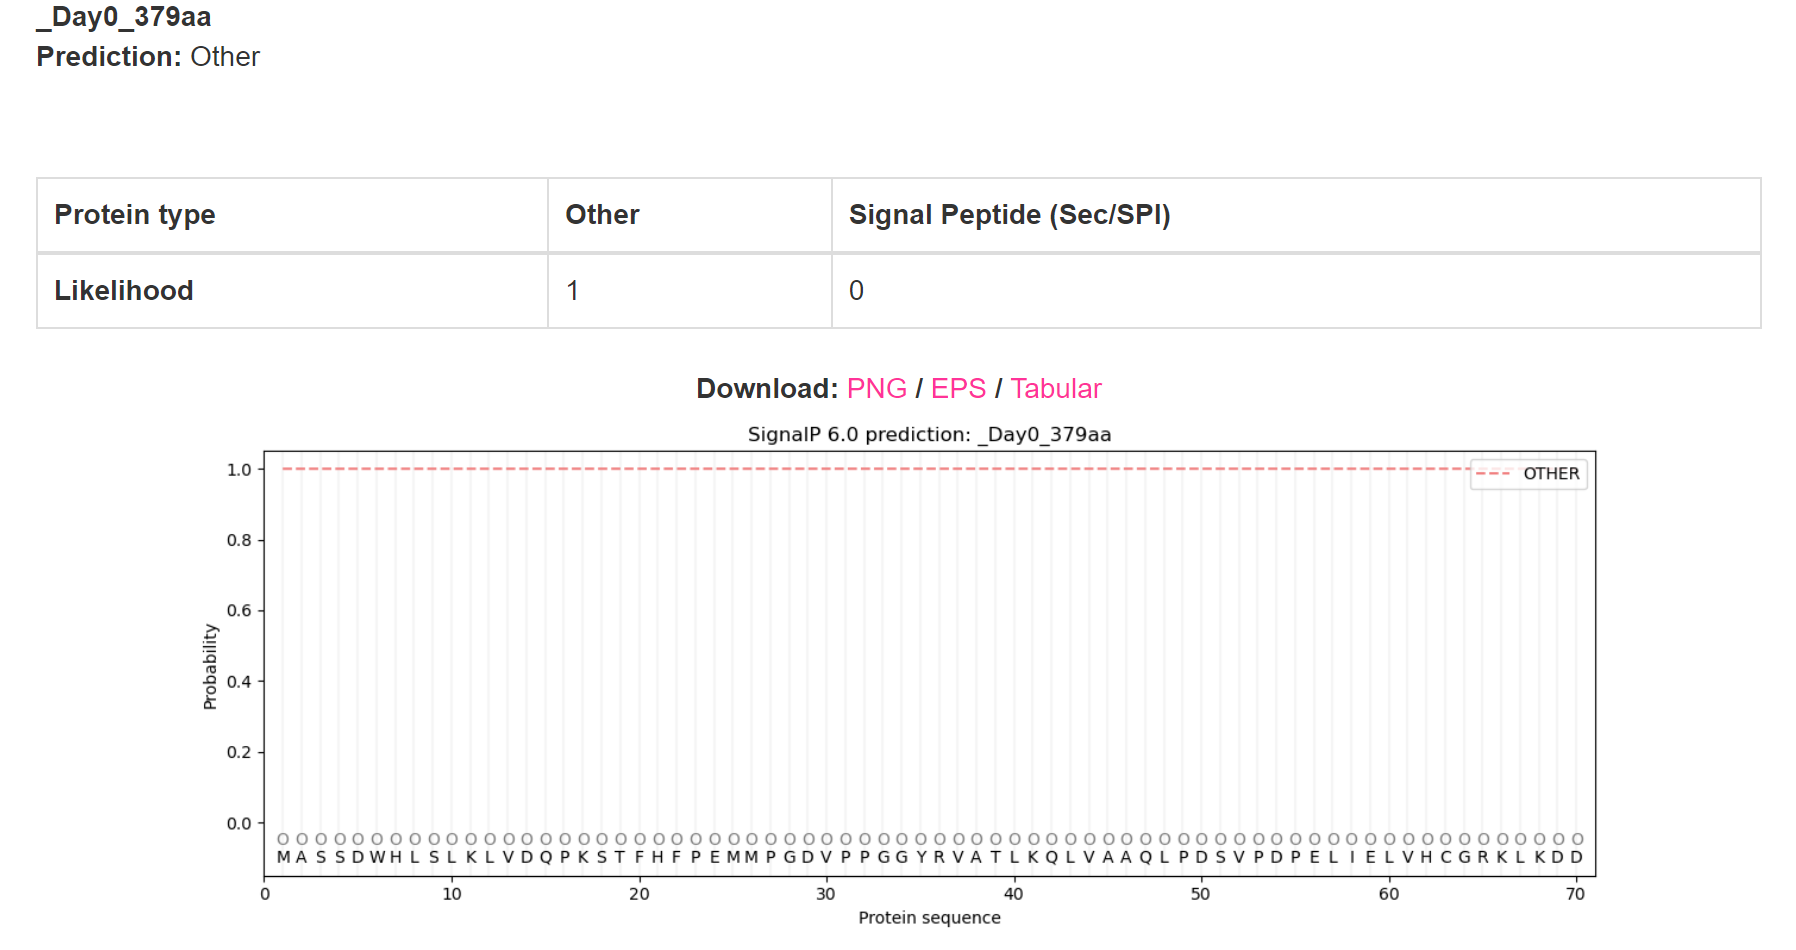 _Day0_379aa
Prediction: Other
Protein type Other Signal Peptide (Sec/SPI)
Likelihood 1 0
Download: PNG / EPS / Tabular
SignalP 6.0 prediction: _Day0_379aa
OTHER
1.0
0.8
0.6
0.4
0.2
0.0
Probability
O O O O O O O O O O O O O O O O O O O O O O O O O O O O O O O O O O O O O O O O O O O O O O O O O O O O O O O O O O O O O O O O O O O O O O
M A S S D W H L S L K L V D Q P K S T F H F P E M M P G D V P P G G Y R V A T L K Q L V A A Q L P D S V P D P E L I E L V H C G R K L K D D
0 10 20 30 40 50 60 70
Protein sequence